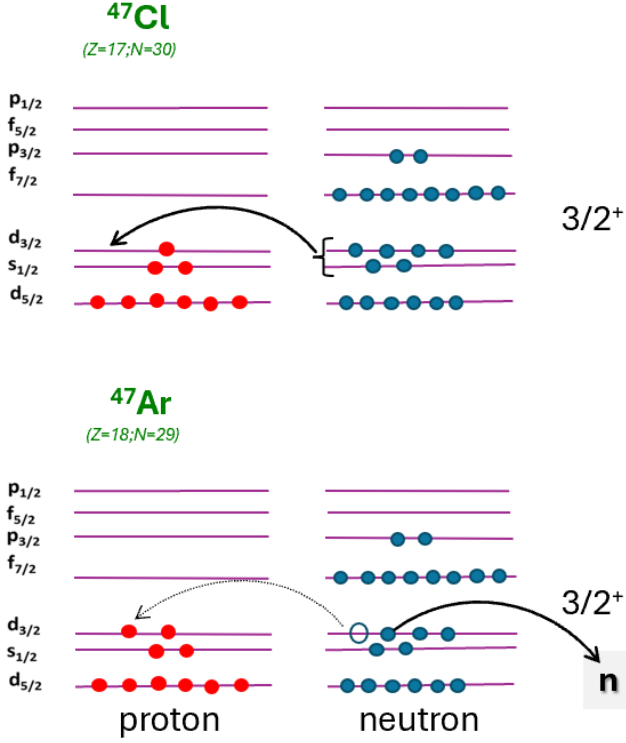 ⁴⁷Cl
(Z=17;N=30)
p₁/₂
f₅/₂
p₃/₂
f₇/₂
d₃/₂
s₁/₂
d₅/₂
3/2⁺
⁴⁷Ar
(Z=18;N=29)
p₁/₂
f₅/₂
p₃/₂
f₇/₂
d₃/₂
s₁/₂
d₅/₂
3/2⁺
n
proton neutron